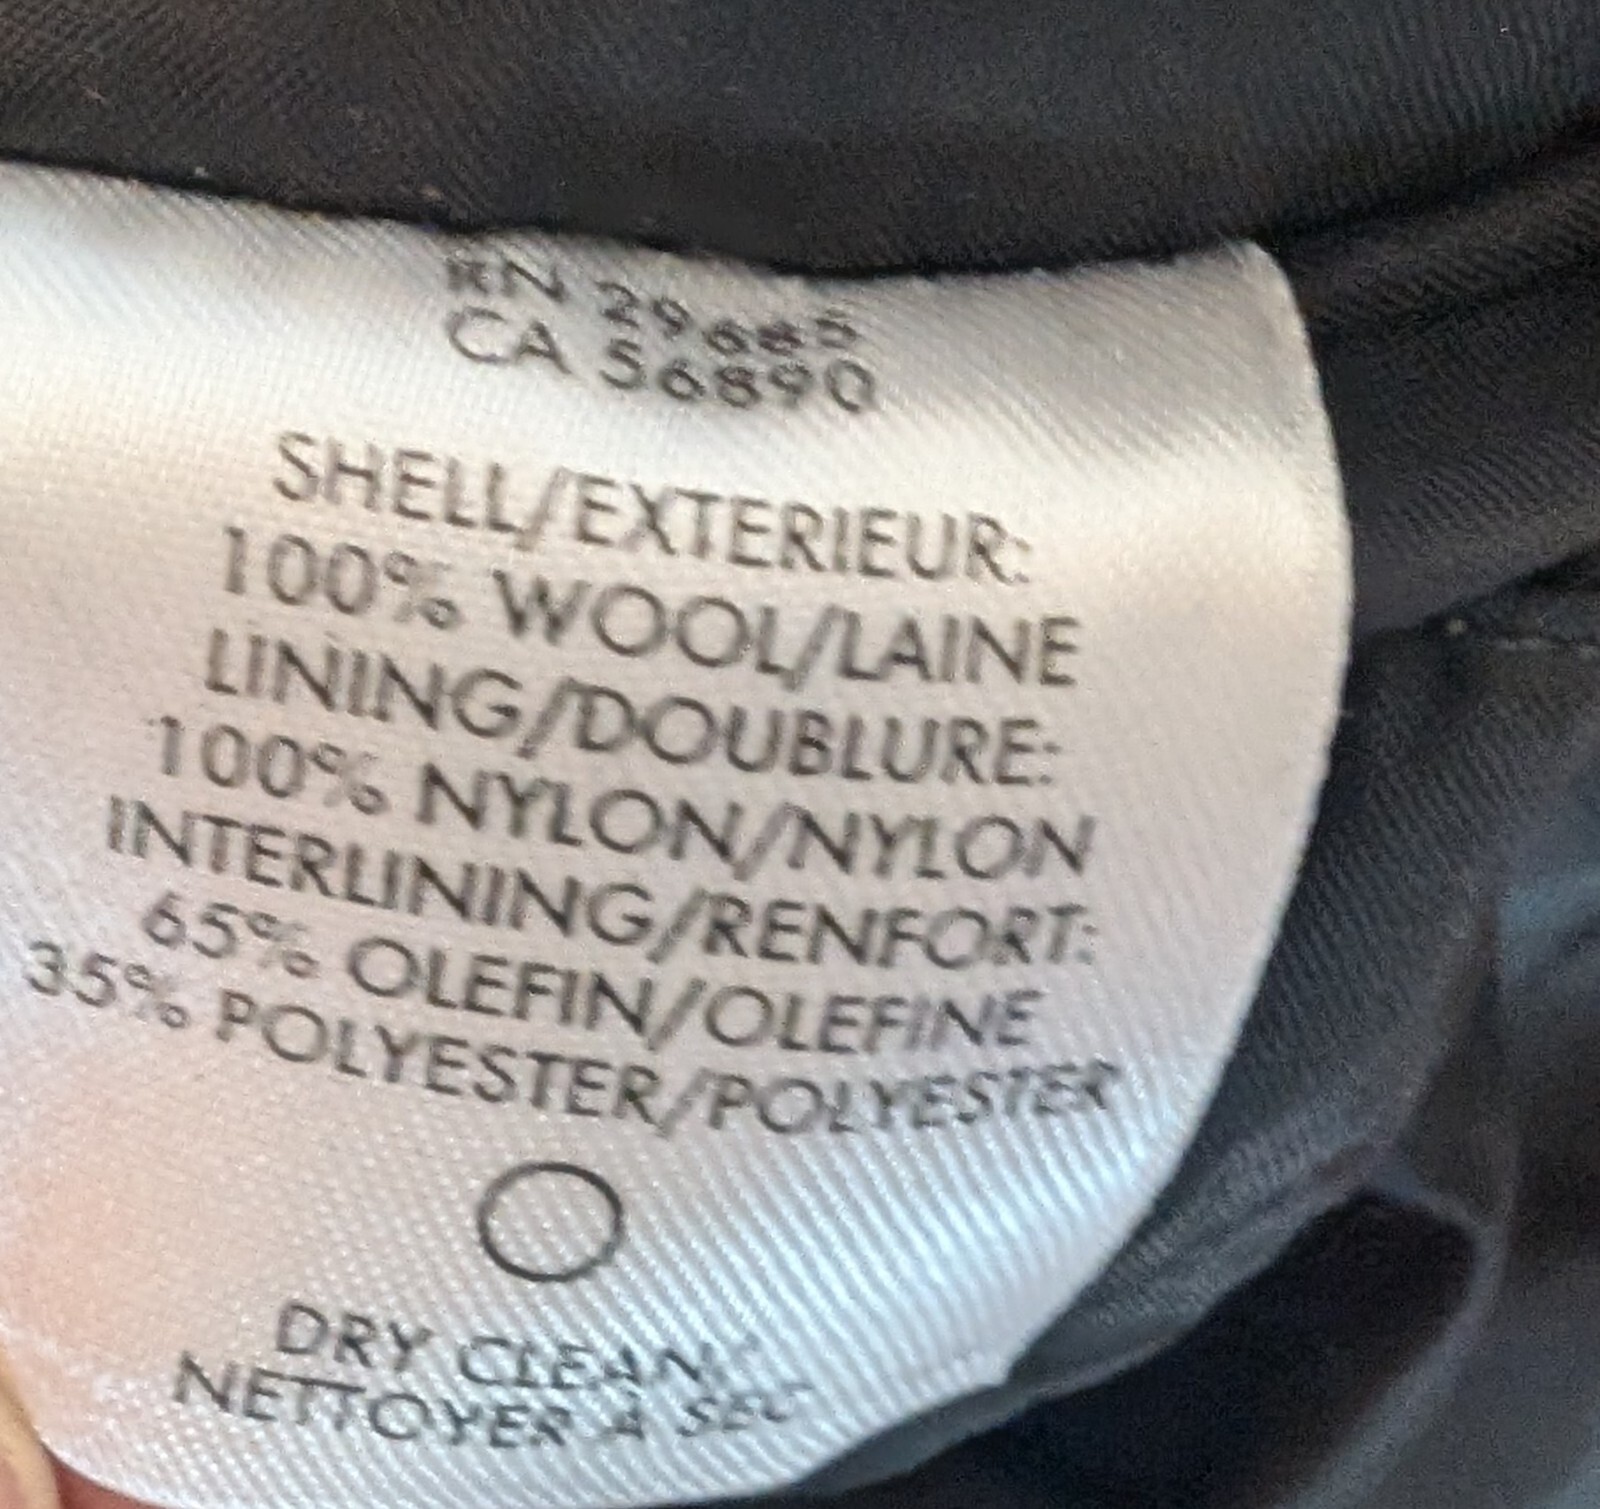 RN 29685
CA 56890
SHELL/EXTERIEUR:
100% WOOL/LAINE
LINING/DOUBLURE:
100% NYLON/NYLON
INTERLINING/RENFORT:
65% OLEFIN/OLEFINE
35% POLYESTER/POLYESTER
DRY CLEAN
NETTOYER A SEC